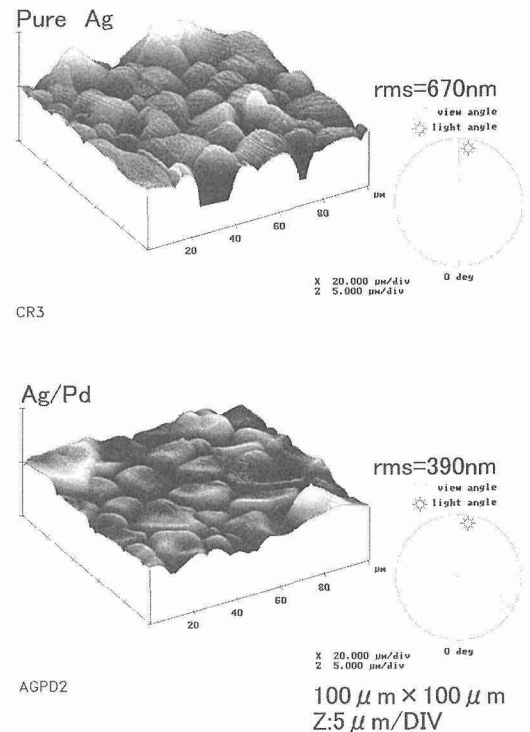 Pure Ag
rms=670nm
view angle
light angle
20
40
60
80
μM
X 20.000 μM/div
Z 5.000 μM/div
0 deg
CR3
Ag/Pd
rms=390nm
view angle
light angle
20
40
60
80
μM
X 20.000 μM/div
Z 5.000 μM/div
0 deg
AGPD2
100μm×100μm
Z:5μm/DIV